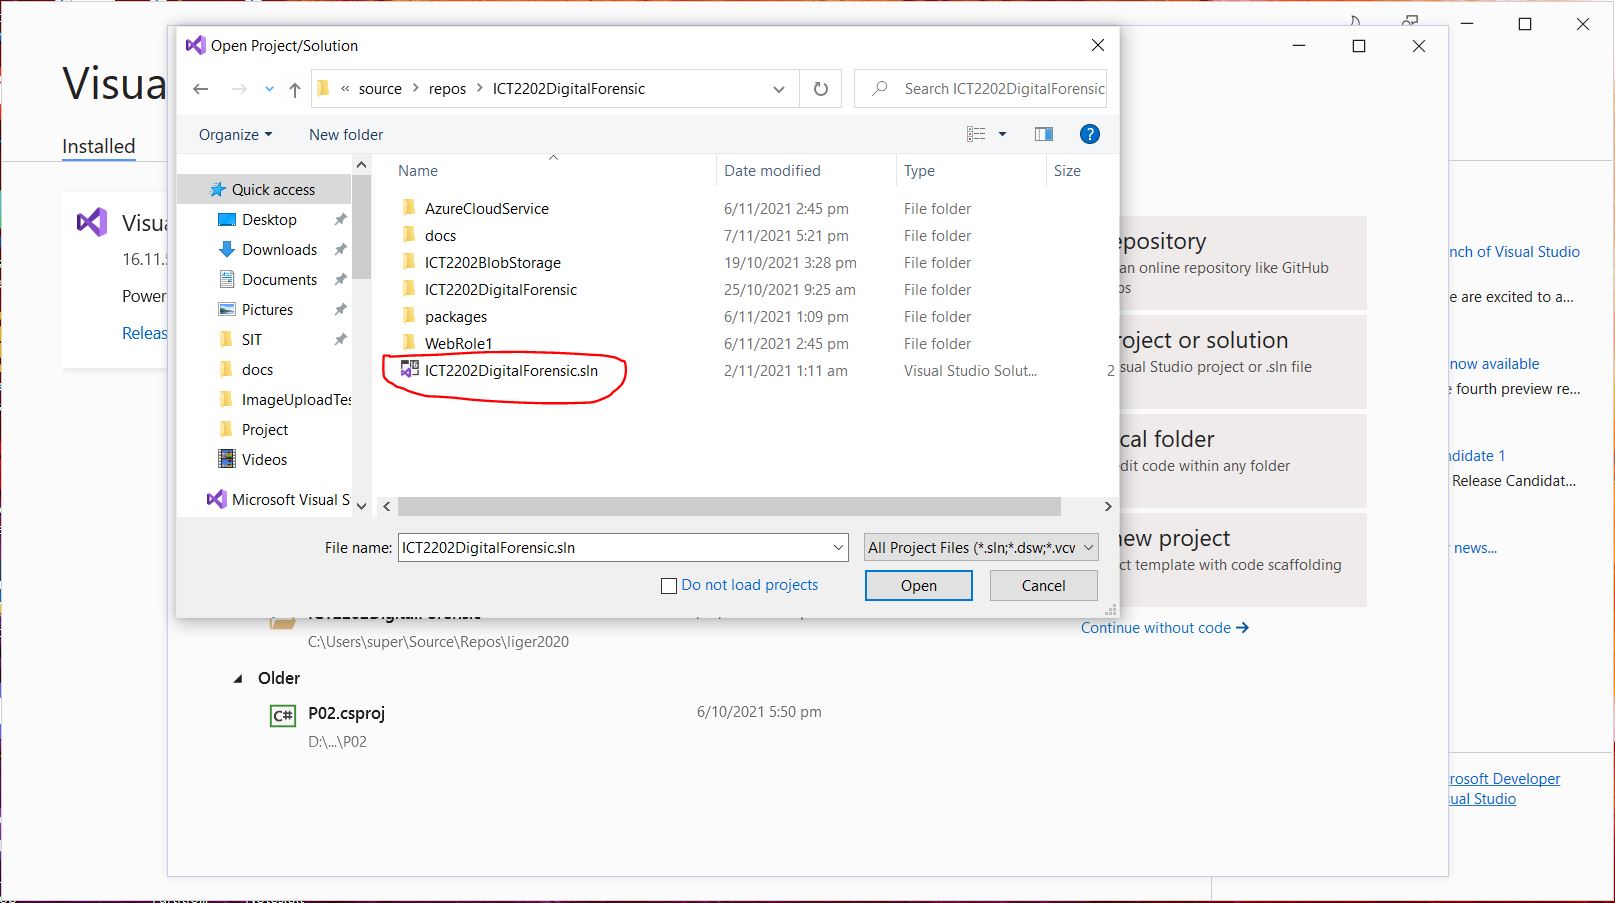 Open Project/Solution
« source > repos > ICT2202DigitalForensic
Search ICT2202DigitalForensic
Organize
New folder
?
Name
Date modified
Type
Size
Quick access
Desktop
Downloads
Documents
Pictures
SIT
docs
ImageUploadTes
Project
Videos
Microsoft Visual S
AzureCloudService 6/11/2021 2:45 pm File folder
docs 7/11/2021 5:21 pm File folder
ICT2202BlobStorage 19/10/2021 3:28 pm File folder
ICT2202DigitalForensic 25/10/2021 9:25 am File folder
packages 6/11/2021 1:09 pm File folder
WebRole1 6/11/2021 2:45 pm File folder
ICT2202DigitalForensic.sln 2/11/2021 1:11 am Visual Studio Solut... 2
File name: ICT2202DigitalForensic.sln
All Project Files (*.sln;*.dsw;*.vcw
Do not load projects
Open
Cancel
Visua
Installed
Visua
16.11.
Power
Releas
epository
an online repository like GitHub
ps
roject or solution
sual Studio project or .sln file
cal folder
dit code within any folder
new project
ct template with code scaffolding
Continue without code →
ICT2202DigitalForensic
C:\Users\super\Source\Repos\liger2020
Older
C# P02.csproj 6/10/2021 5:50 pm
D:\...\P02
nch of Visual Studio
e are excited to a...
now available
fourth preview re...
ndidate 1
Release Candidat...
news...
rosoft Developer
sual Studio